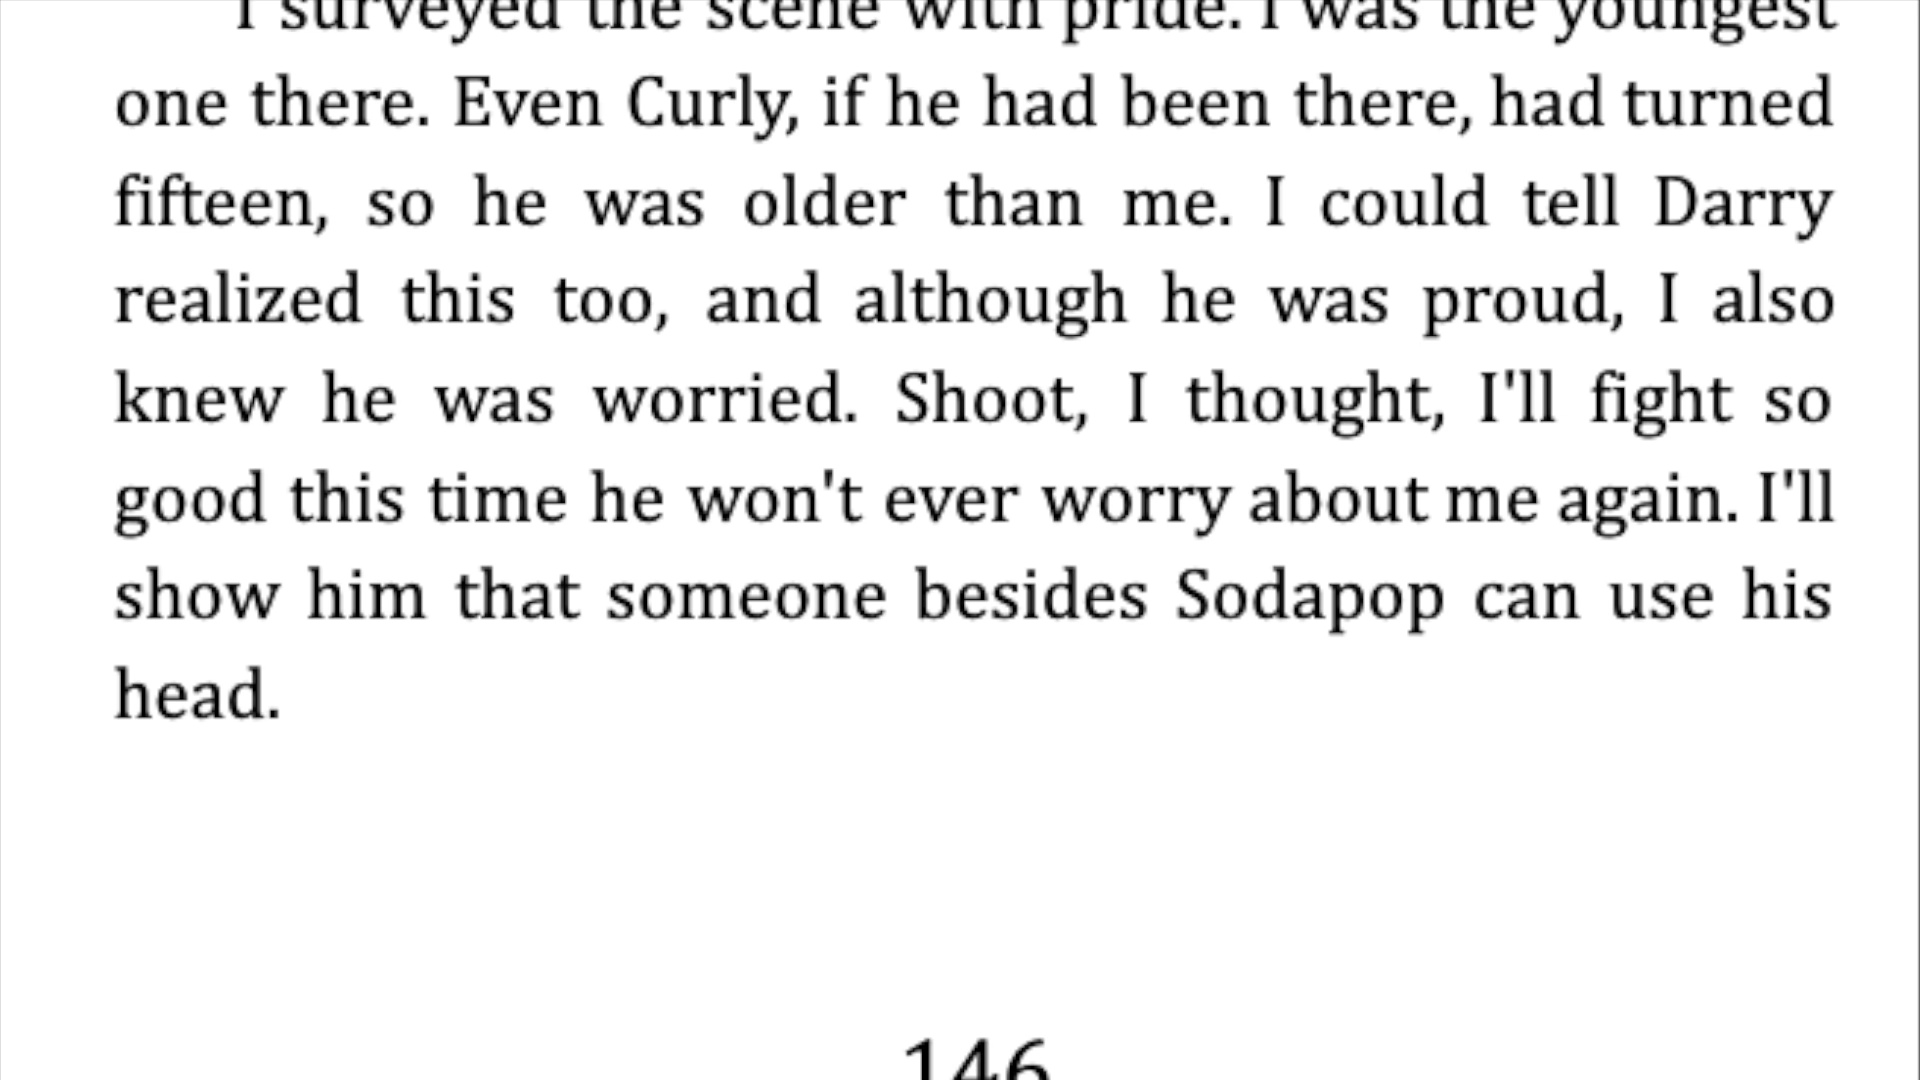 I surveyed the scene with pride. I was the youngest
one there. Even Curly, if he had been there, had turned
fifteen, so he was older than me. I could tell Darry
realized this too, and although he was proud, I also
knew he was worried. Shoot, I thought, I'll fight so
good this time he won't ever worry about me again. I'll
show him that someone besides Sodapop can use his
head.
146